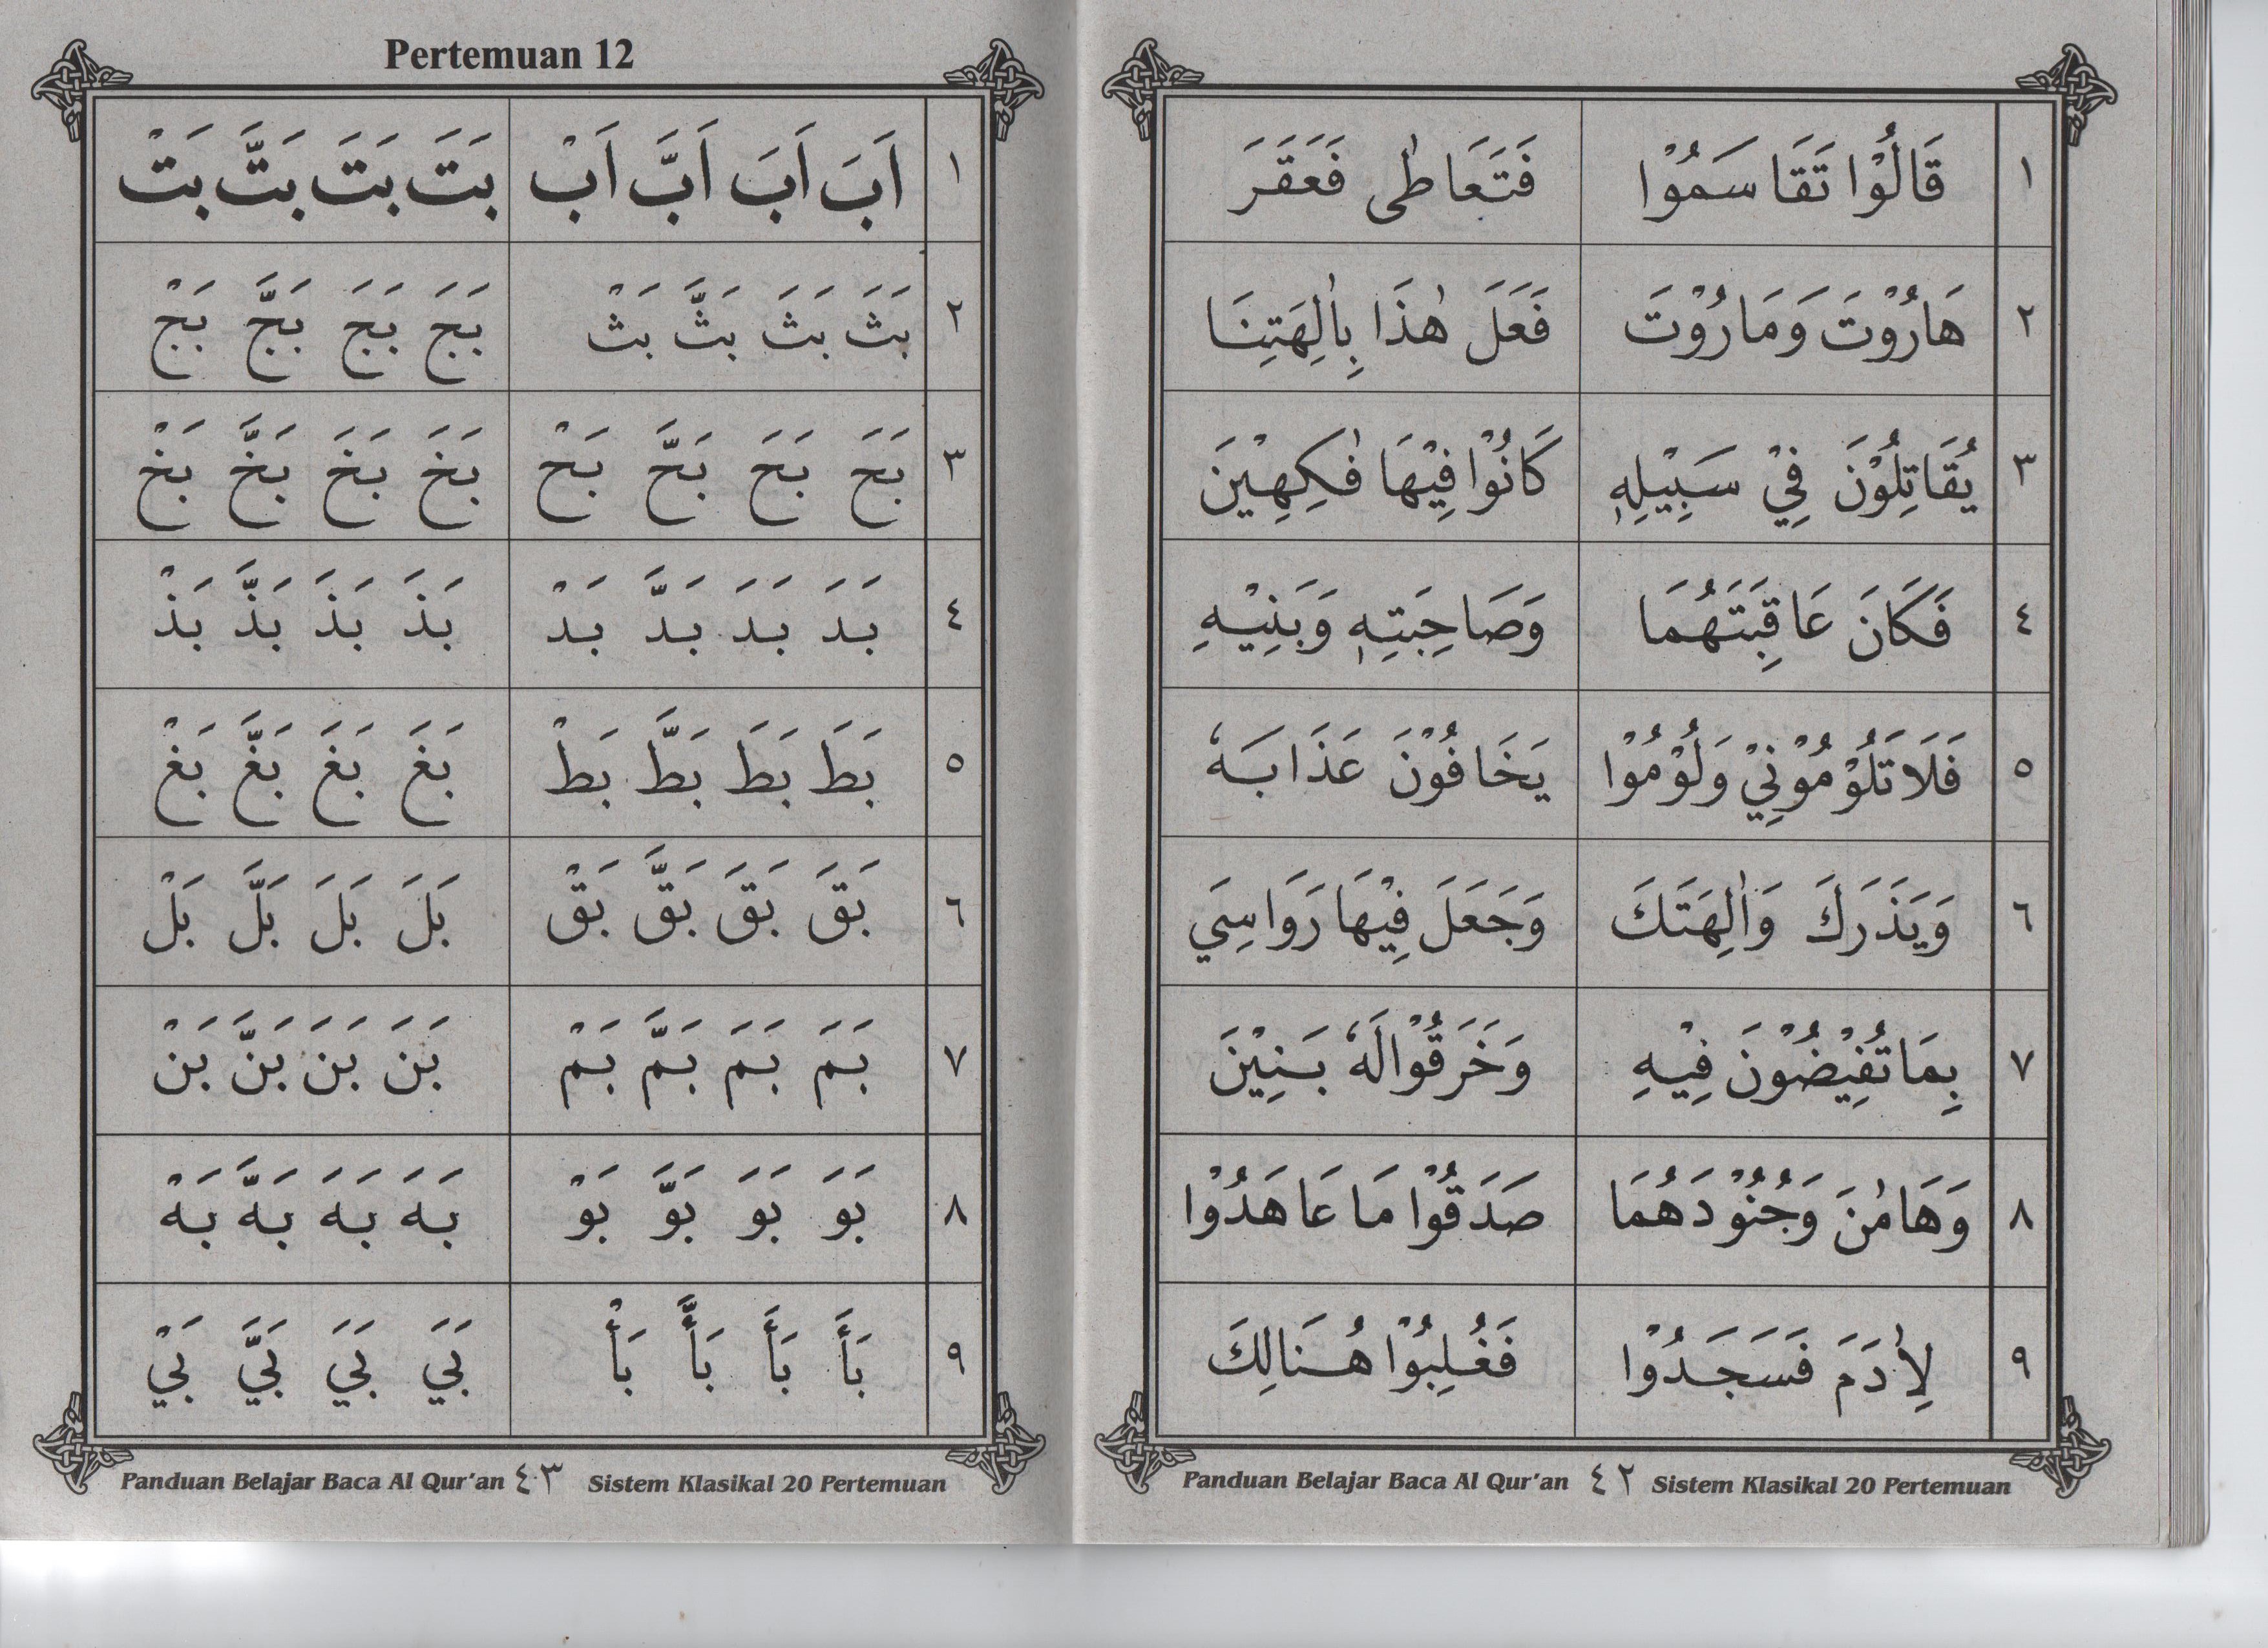 ١ قَالُوْا تَقَاسَمُوْا فَتَعَاطٰى فَعَقَرَ
٢ هَارُوْتَ وَمَارُوْتَ فَعَلَ هٰذَا بِاٰلِهَتِنَا
٣ يُقَاتِلُوْنَ فِيْ سَبِيْلِهٖ كَانُوْا فِيْهَا فٰكِهِيْنَ
٤ فَكَانَ عَاقِبَتَهُمَا وَصَاحِبَتِهٖ وَبَنِيْهِ
٥ فَلَا تَلُوْمُوْنِيْ وَلُوْمُوْا يَخَافُوْنَ عَذَابَهٗ
٦ وَيَذَرَكَ وَاٰلِهَتَكَ وَجَعَلَ فِيْهَا رَوَاسِيَ
٧ بِمَا تُفِيْضُوْنَ فِيْهِ وَخَرَقُوْا لَهٗ بَنِيْنَ
٨ وَهَامٰنَ وَجُنُوْدَهُمَا صَدَقُوْا مَا عَاهَدُوْا
٩ لِاٰدَمَ فَسَجَدُوْا فَغُلِبُوْا هُنَالِكَ
Panduan Belajar Baca Al Qur'an ٤٢ Sistem Klasikal 20 Pertemuan
Pertemuan 12
١ اَبَ اَبَ اَبَّ اَبْ بَتَ بَتَ بَتَّ بَتْ
٢ بَثَ بَثَ بَثَّ بَثْ بَجَ بَجَ بَجَّ بَجْ
٣ بَحَ بَحَ بَحَّ بَحْ بَخَ بَخَ بَخَّ بَخْ
٤ بَدَ بَدَ بَدَّ بَدْ بَذَ بَذَ بَذَّ بَذْ
٥ بَطَ بَطَ بَطَّ بَطْ بَغَ بَغَ بَغَّ بَغْ
٦ بَقَ بَقَ بَقَّ بَقْ بَلَ بَلَ بَلَّ بَلْ
٧ بَمَ بَمَ بَمَّ بَمْ بَنَ بَنَ بَنَّ بَنْ
٨ بَوَ بَوَ بَوَّ بَوْ بَهَ بَهَ بَهَّ بَهْ
٩ بَأَ بَأَ بَأَّ بَأْ بَيَ بَيَ بَيَّ بَيْ
Panduan Belajar Baca Al Qur'an ٤٣ Sistem Klasikal 20 Pertemuan